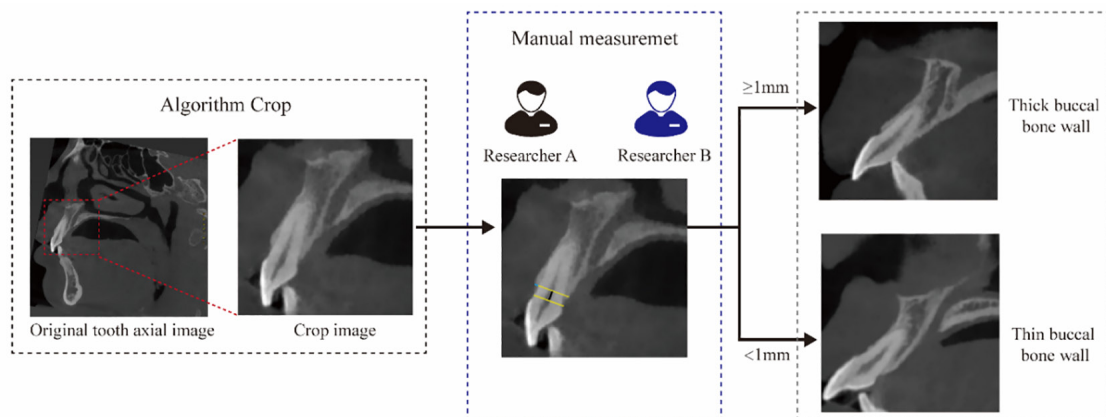 Algorithm Crop
Original tooth axial image
Crop image
Manual measuremet
Researcher A
Researcher B
≥1mm
<1mm
Thick buccal
bone wall
Thin buccal
bone wall